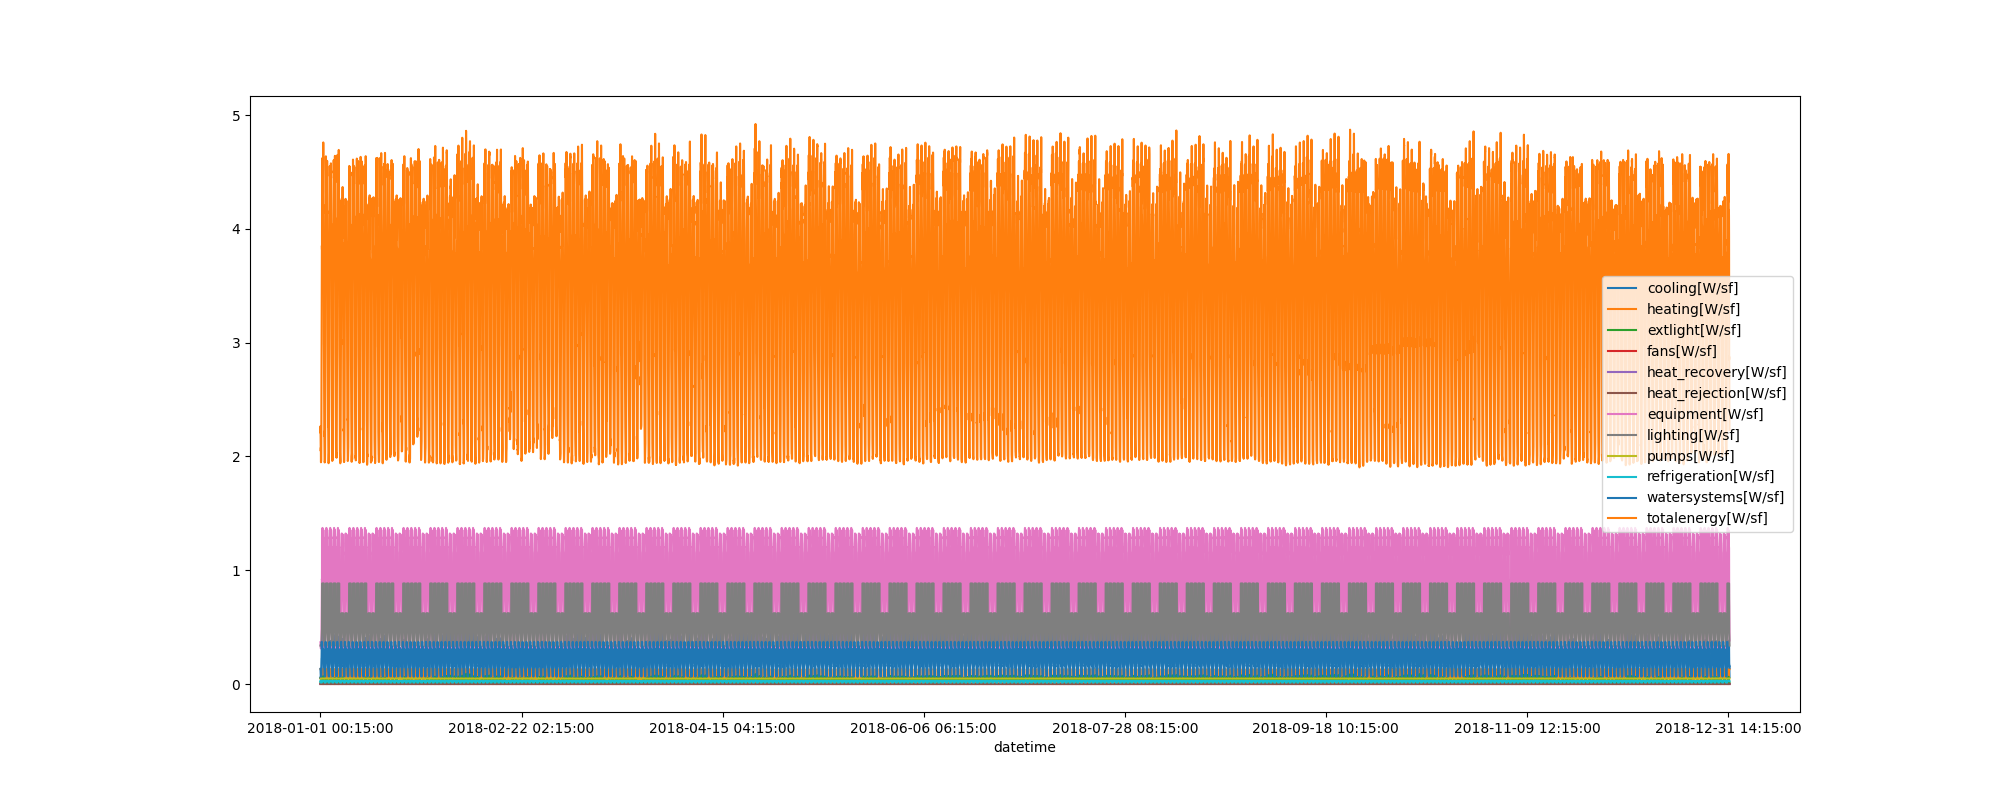 5
4
3
2
1
0
cooling[W/sf]
heating[W/sf]
extlight[W/sf]
fans[W/sf]
heat_recovery[W/sf]
heat_rejection[W/sf]
equipment[W/sf]
lighting[W/sf]
pumps[W/sf]
refrigeration[W/sf]
watersystems[W/sf]
totalenergy[W/sf]
2018-01-01 00:15:00 2018-02-22 02:15:00 2018-04-15 04:15:00 2018-06-06 06:15:00 2018-07-28 08:15:00 2018-09-18 10:15:00 2018-11-09 12:15:00 2018-12-31 14:15:00
datetime